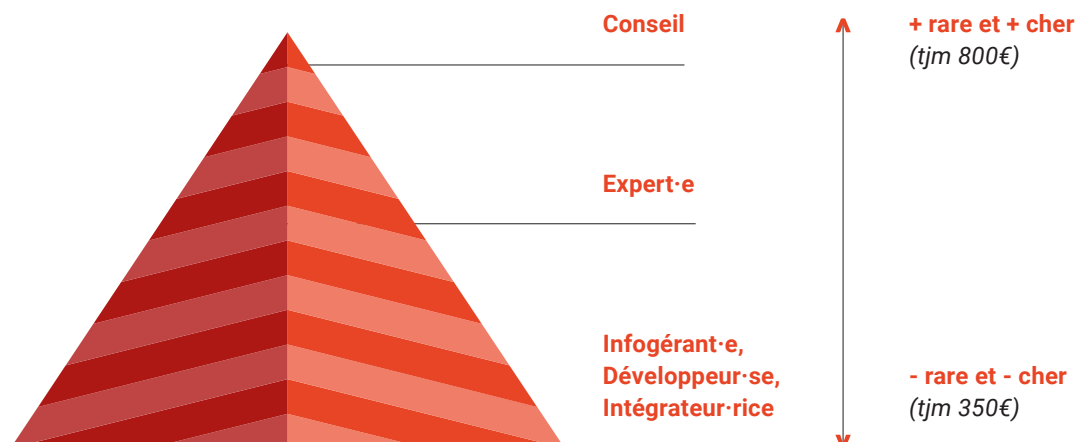 Conseil
+ rare et + cher
(tjm 800€)
Expert·e
Infogérant·e,
Développeur·se,
Intégrateur·rice
- rare et - cher
(tjm 350€)